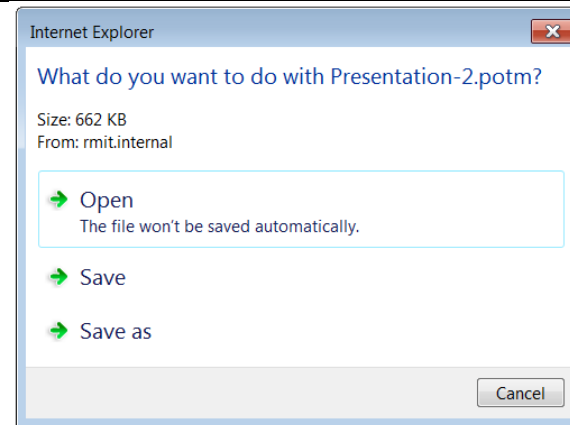 Internet Explorer
What do you want to do with Presentation-2.potm?
Size: 662 KB
From: rmit.internal
Open
The file won't be saved automatically.
Save
Save as
Cancel